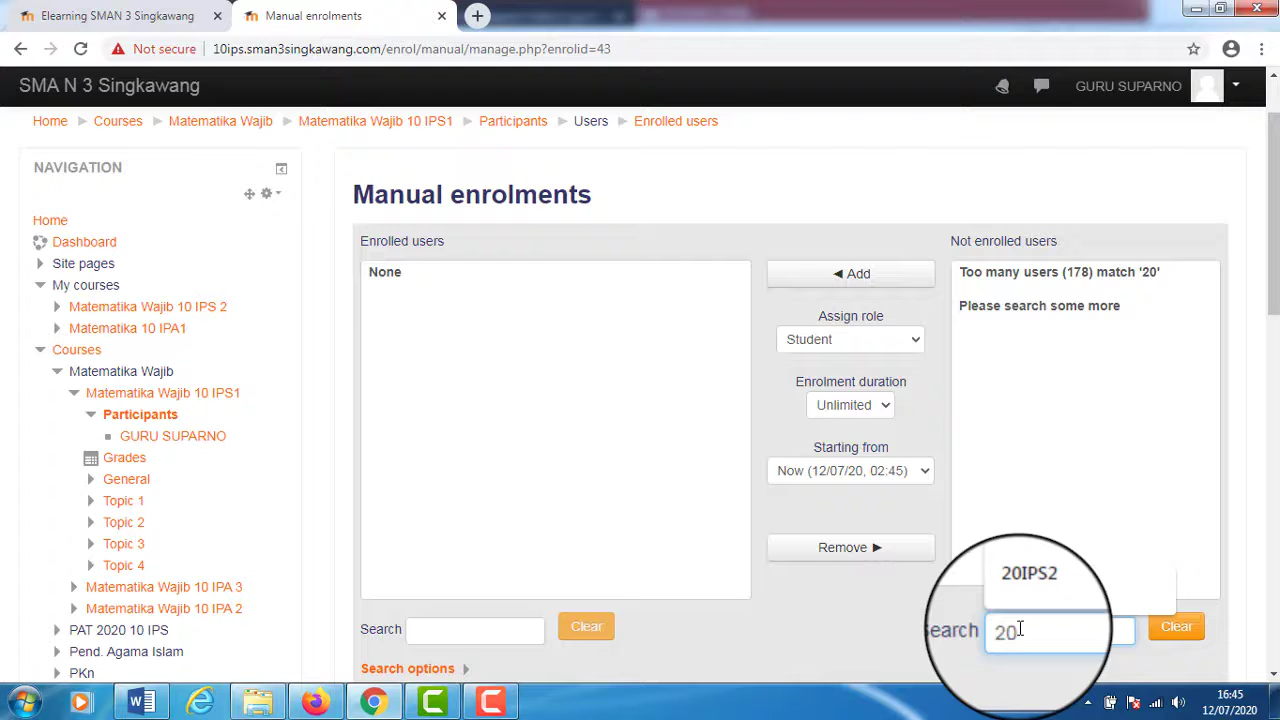 Elearning SMAN 3 Singkawang
Manual enrolments
Not secure
10ips.sman3singkawang.com/enrol/manual/manage.php?enrolid=43
SMA N 3 Singkawang
GURU SUPARNO
Home
Courses
Matematika Wajib
Matematika Wajib 10 IPS1
Participants
Users
Enrolled users
NAVIGATION
Home
Dashboard
Site pages
My courses
Matematika Wajib 10 IPS 2
Matematika 10 IPA1
Courses
Matematika Wajib
Matematika Wajib 10 IPS1
Participants
GURU SUPARNO
Grades
General
Topic 1
Topic 2
Topic 3
Topic 4
Matematika Wajib 10 IPA 3
Matematika Wajib 10 IPA 2
PAT 2020 10 IPS
Pend. Agama Islam
PKn
Manual enrolments
Enrolled users
None
Search
Clear
Search options
Add
Assign role
Student
Enrolment duration
Unlimited
Starting from
Now (12/07/20, 02:45)
Remove
Not enrolled users
Too many users (178) match '20'
Please search some more
20IPS2
earch
20
Clear
16:45
12/07/2020